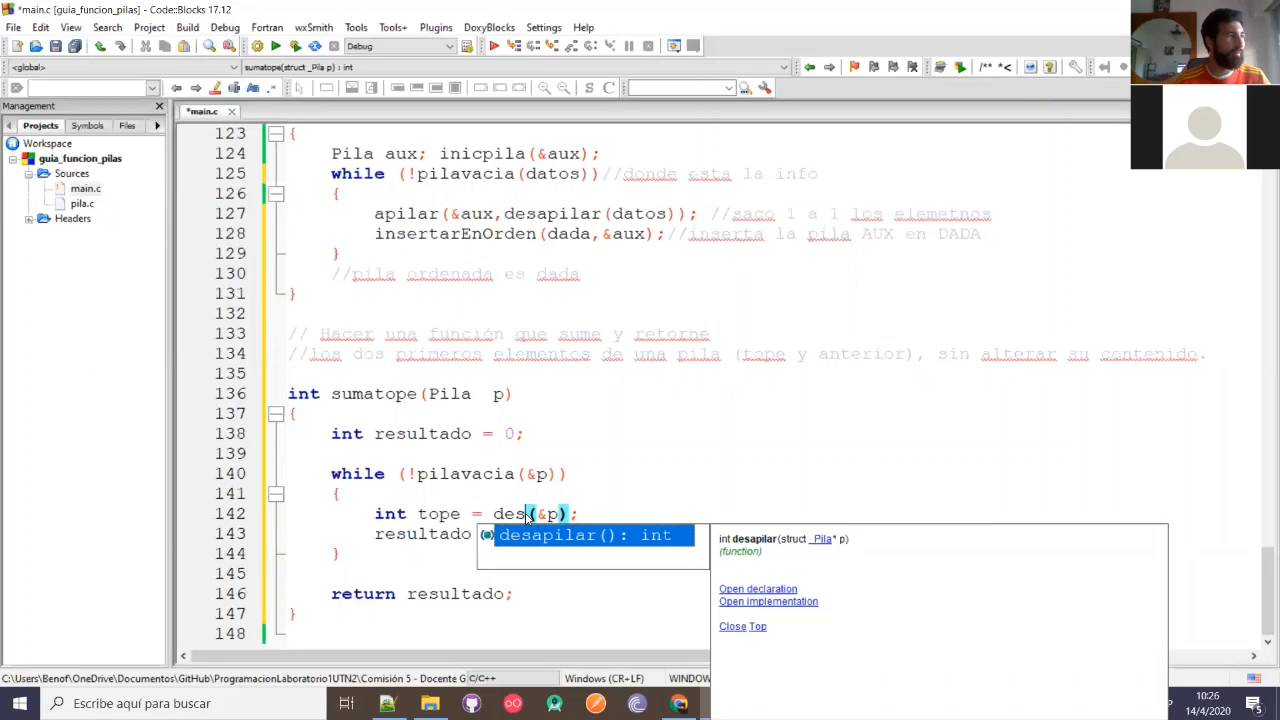 *main.c [guia_funcion_pilas] - Code::Blocks 17.12
File Edit View Search Project Build Debug Fortran wxSmith Tools Tools+ Plugins DoxyBlocks Settings Help
Debug
<global> sumatope(struct _Pila p) : int /** *<
S C
Management
Projects Symbols Files
*main.c
Workspace
guia_funcion_pilas
Sources
main.c
pila.c
Headers
123 {
124 Pila aux; inicpila(&aux);
125 while (!pilavacia(datos))//donde esta la info
126 {
127 apilar(&aux,desapilar(datos)); //saco 1 a 1 los elemetnos
128 insertarEnOrden(dada,&aux);//inserta la pila AUX en DADA
129 }
130 //pila ordenada es dada
131 }
132
133 // Hacer una función que sume y retorne
134 //los dos primeros elementos de una pila (tope y anterior), sin alterar su contenido.
135
136 int sumatope(Pila p)
137 {
138 int resultado = 0;
139
140 while (!pilavacia(&p))
141 {
142 int tope = des(&p);
143 resultado
144 }
145
146 return resultado;
147 }
148
desapilar(): int
int desapilar(struct _Pila* p)
(function)
Open declaration
Open implementation
Close Top
C:\Users\Benof\OneDrive\Documentos\GitHub\ProgramacionLaboratorio1UTN2\Comisión 5 - Docente G C/C++ Windows (CR+LF) WINDOW
Escribe aquí para buscar
10:26
14/4/2020
5